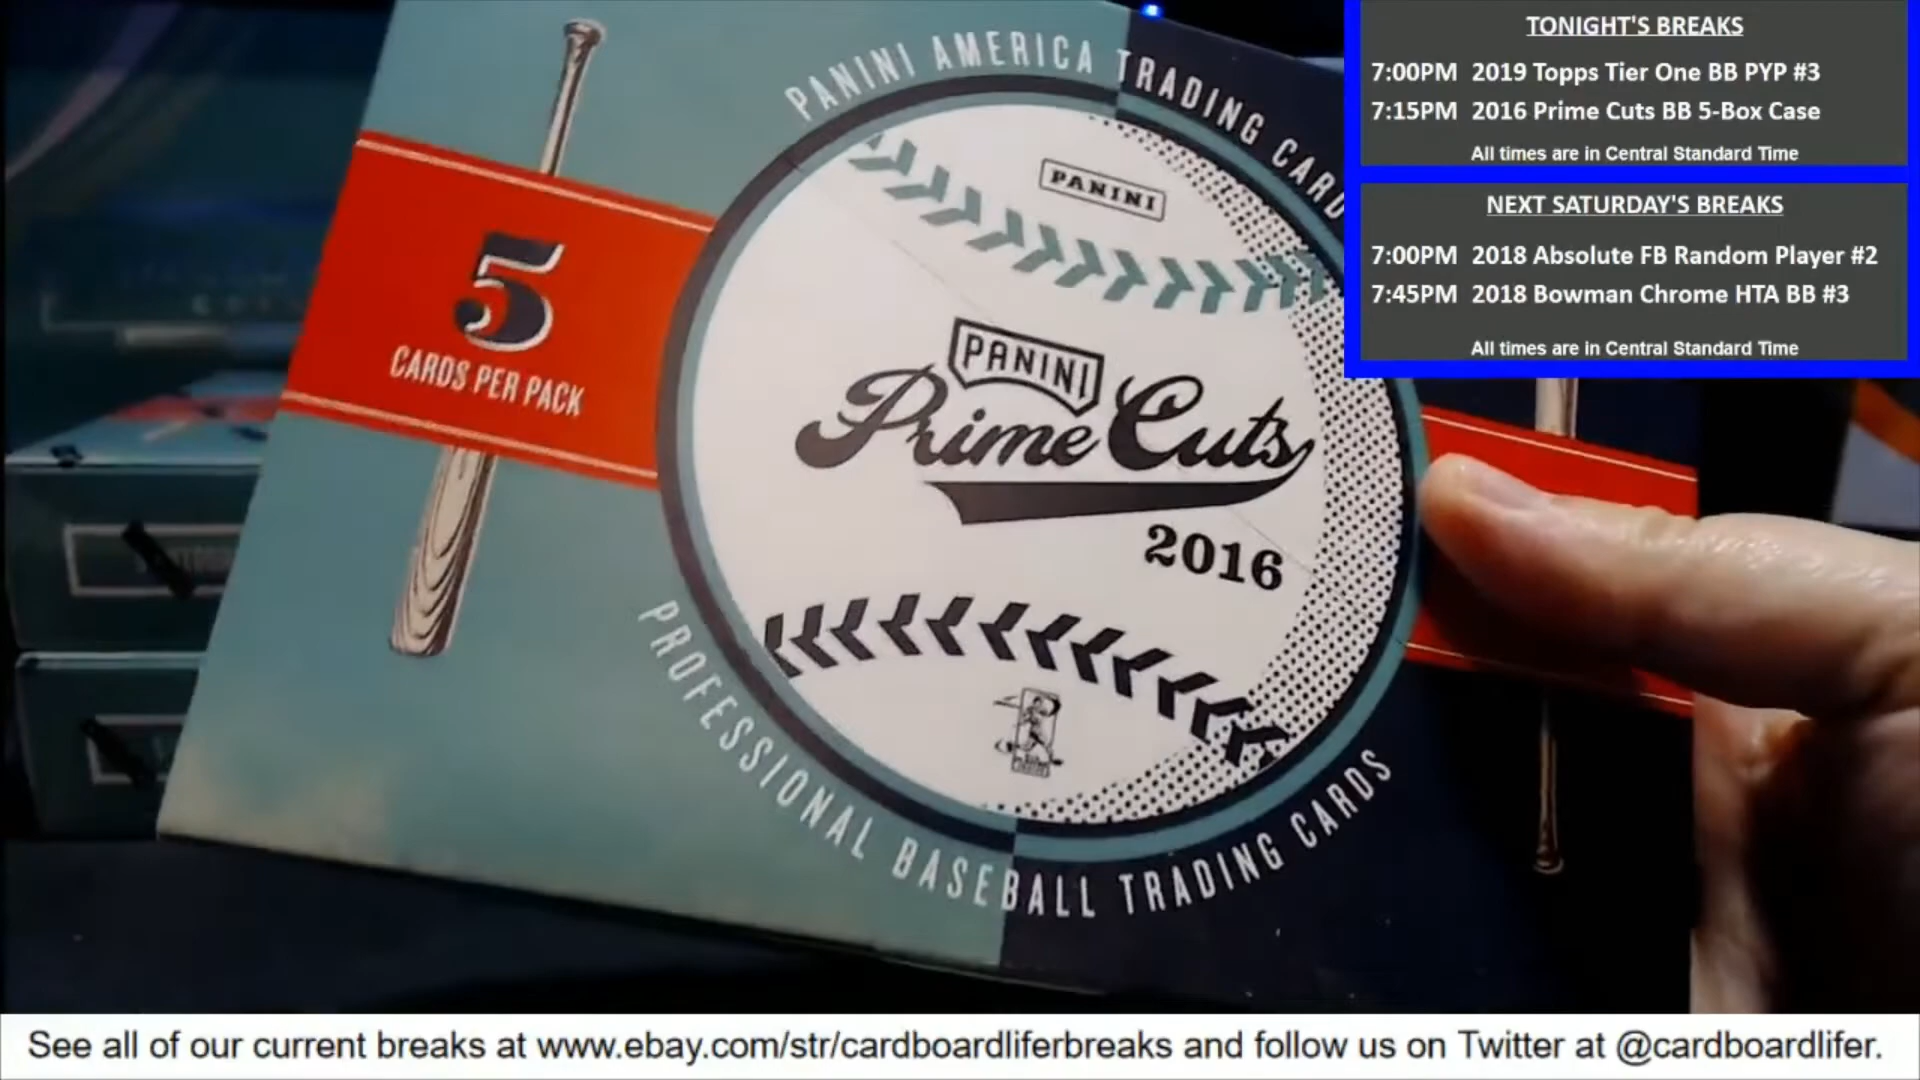 TONIGHT'S BREAKS
7:00PM 2019 Topps Tier One BB PYP #3
7:15PM 2016 Prime Cuts BB 5-Box Case
All times are in Central Standard Time
NEXT SATURDAY'S BREAKS
7:00PM 2018 Absolute FB Random Player #2
7:45PM 2018 Bowman Chrome HTA BB #3
All times are in Central Standard Time
PANINI AMERICA TRADING CARD
PANINI
5
CARDS PER PACK
PANINI
Prime Cuts
2016
PROFESSIONAL BASEBALL TRADING CARDS
See all of our current breaks at www.ebay.com/str/cardboardliferbreaks and follow us on Twitter at @cardboardlifer.